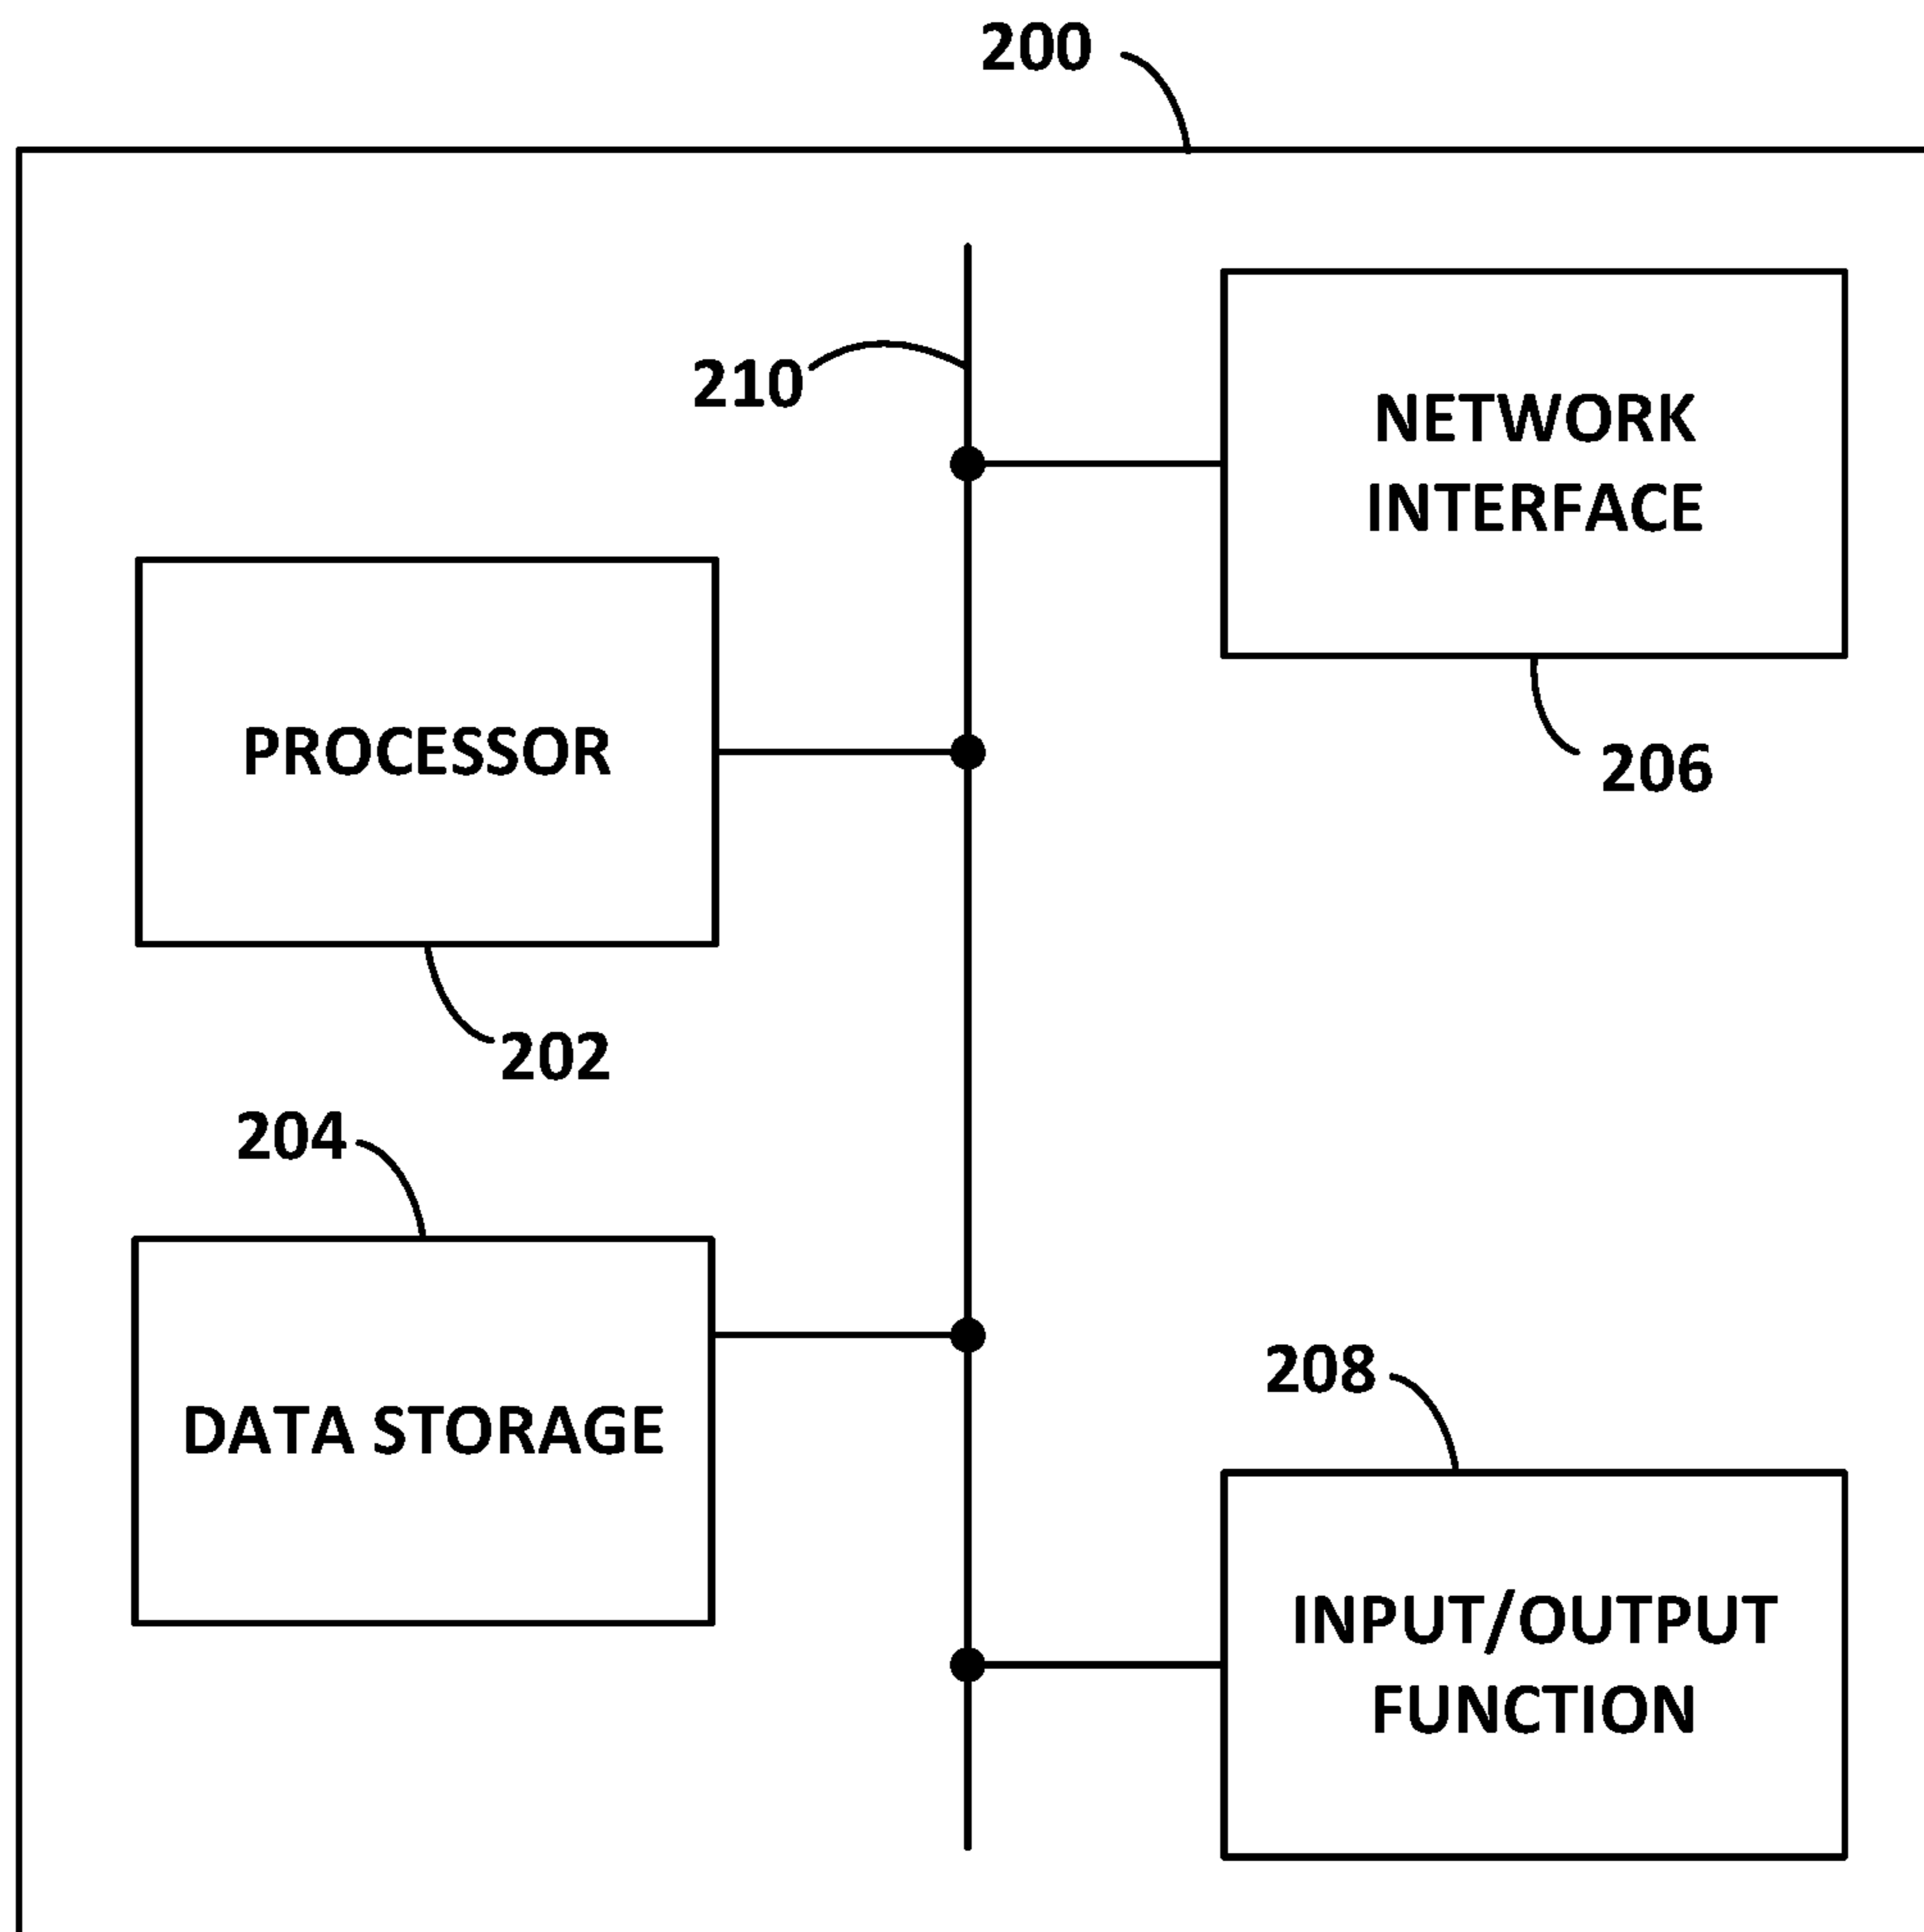 200
210
NETWORK
INTERFACE
PROCESSOR
206
202
204
DATA STORAGE
208
INPUT/OUTPUT
FUNCTION